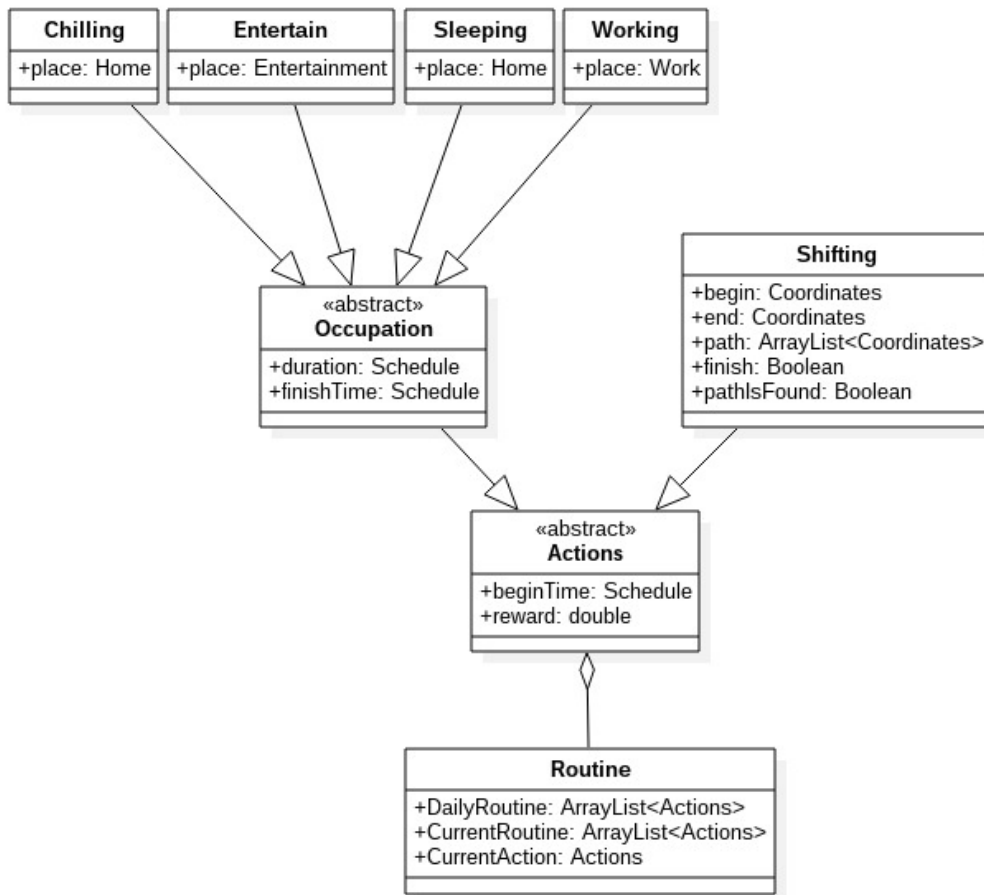 Chilling
+place: Home
Entertain
+place: Entertainment
Sleeping
+place: Home
Working
+place: Work
«abstract»
Occupation
+duration: Schedule
+finishTime: Schedule
Shifting
+begin: Coordinates
+end: Coordinates
+path: ArrayList<Coordinates>
+finish: Boolean
+pathIsFound: Boolean
«abstract»
Actions
+beginTime: Schedule
+reward: double
Routine
+DailyRoutine: ArrayList<Actions>
+CurrentRoutine: ArrayList<Actions>
+CurrentAction: Actions